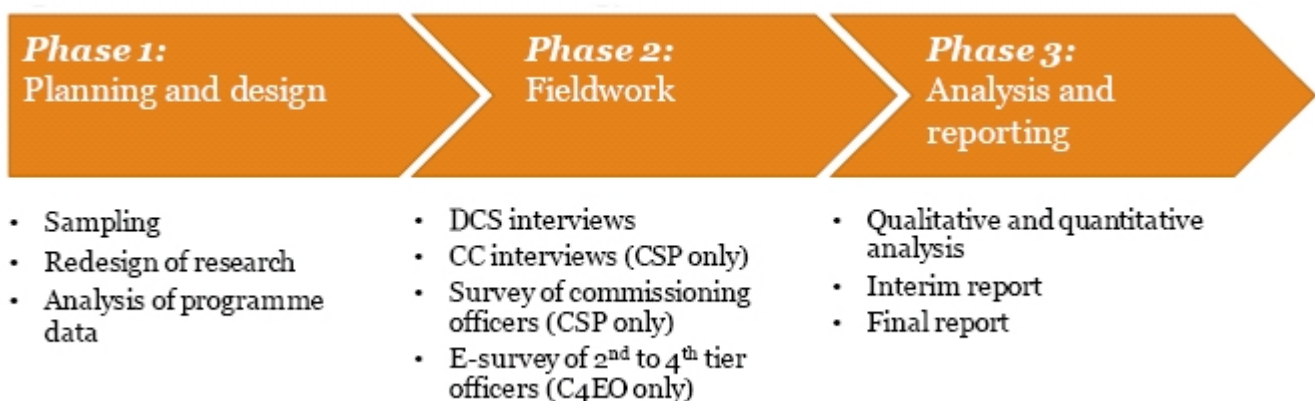 Phase 1:
Planning and design
Phase 2:
Fieldwork
Phase 3:
Analysis and
reporting
• Sampling
• Redesign of research
• Analysis of programme
data
• DCS interviews
• CC interviews (CSP only)
• Survey of commissioning
officers (CSP only)
• E-survey of 2nd to 4th tier
officers (C4EO only)
• Qualitative and quantitative
analysis
• Interim report
• Final report